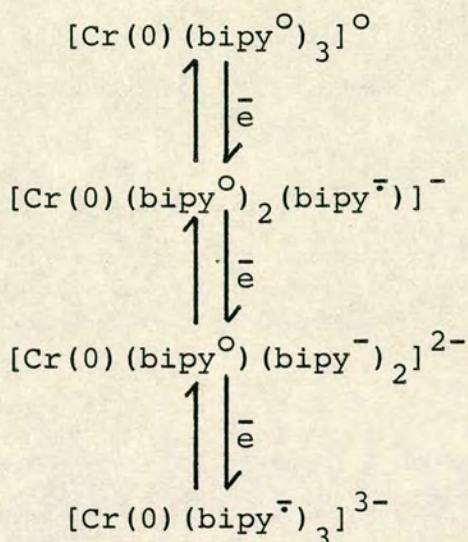 [Cr(0)(bipy°)₃]°
ē
[Cr(0)(bipy°)₂(bipy⨪)]⁻
ē
[Cr(0)(bipy°)(bipy⁻)₂]²⁻
ē
[Cr(0)(bipy⨪)₃]³⁻